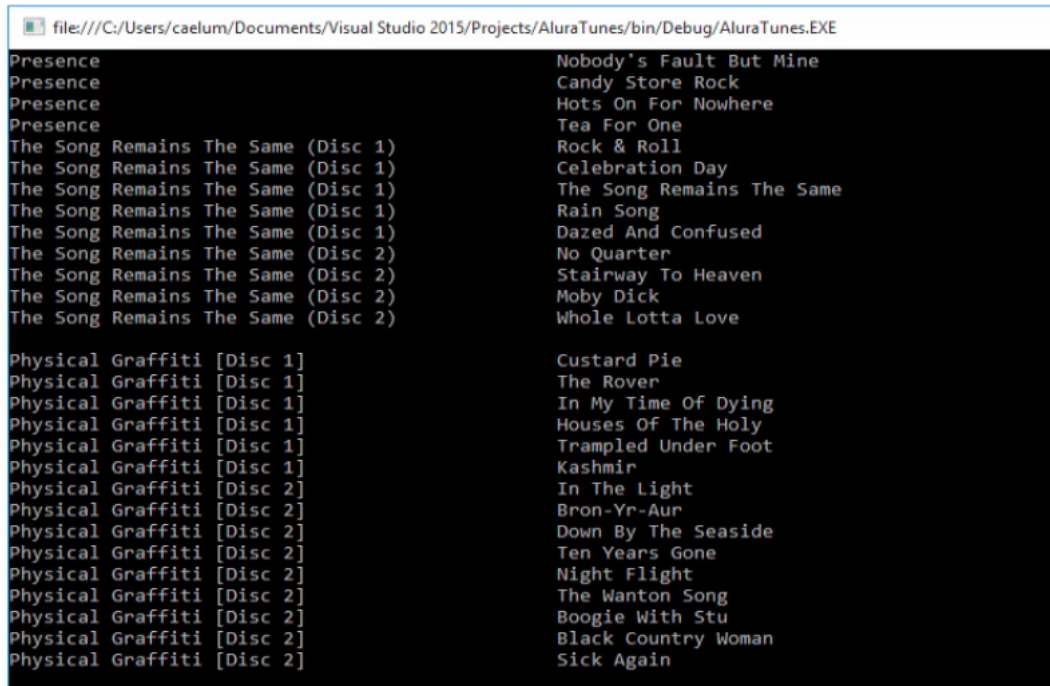 file:///C:/Users/caelum/Documents/Visual Studio 2015/Projects/AluraTunes/bin/Debug/AluraTunes.EXE
Presence Nobody's Fault But Mine
Presence Candy Store Rock
Presence Hots On For Nowhere
Presence Tea For One
The Song Remains The Same (Disc 1) Rock & Roll
The Song Remains The Same (Disc 1) Celebration Day
The Song Remains The Same (Disc 1) The Song Remains The Same
The Song Remains The Same (Disc 1) Rain Song
The Song Remains The Same (Disc 1) Dazed And Confused
The Song Remains The Same (Disc 2) No Quarter
The Song Remains The Same (Disc 2) Stairway To Heaven
The Song Remains The Same (Disc 2) Moby Dick
The Song Remains The Same (Disc 2) Whole Lotta Love
Physical Graffiti [Disc 1] Custard Pie
Physical Graffiti [Disc 1] The Rover
Physical Graffiti [Disc 1] In My Time Of Dying
Physical Graffiti [Disc 1] Houses Of The Holy
Physical Graffiti [Disc 1] Trampled Under Foot
Physical Graffiti [Disc 1] Kashmir
Physical Graffiti [Disc 2] In The Light
Physical Graffiti [Disc 2] Bron-Yr-Aur
Physical Graffiti [Disc 2] Down By The Seaside
Physical Graffiti [Disc 2] Ten Years Gone
Physical Graffiti [Disc 2] Night Flight
Physical Graffiti [Disc 2] The Wanton Song
Physical Graffiti [Disc 2] Boogie With Stu
Physical Graffiti [Disc 2] Black Country Woman
Physical Graffiti [Disc 2] Sick Again